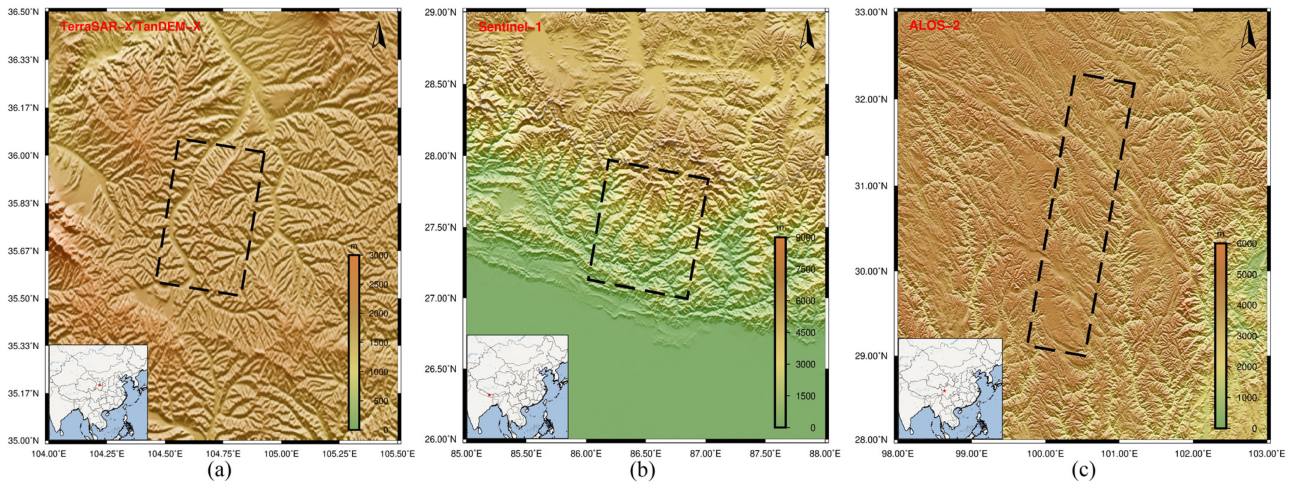 TerraSAR-X/TanDEM-X
36.50°N
36.33°N
36.17°N
36.00°N
35.83°N
35.67°N
35.50°N
35.33°N
35.17°N
35.00°N
104.00°E
104.25°E
104.50°E
104.75°E
105.00°E
105.25°E
105.50°E
m
3000
2500
2000
1500
1000
500
0
(a)
Sentinel-1
29.00°N
28.50°N
28.00°N
27.50°N
27.00°N
26.50°N
26.00°N
85.00°E
85.50°E
86.00°E
86.50°E
87.00°E
87.50°E
88.00°E
m
9000
7500
6000
4500
3000
1500
0
(b)
ALOS-2
33.00°N
32.00°N
31.00°N
30.00°N
29.00°N
28.00°N
98.00°E
99.00°E
100.00°E
101.00°E
102.00°E
103.00°E
m
6000
5000
4000
3000
2000
1000
0
(c)